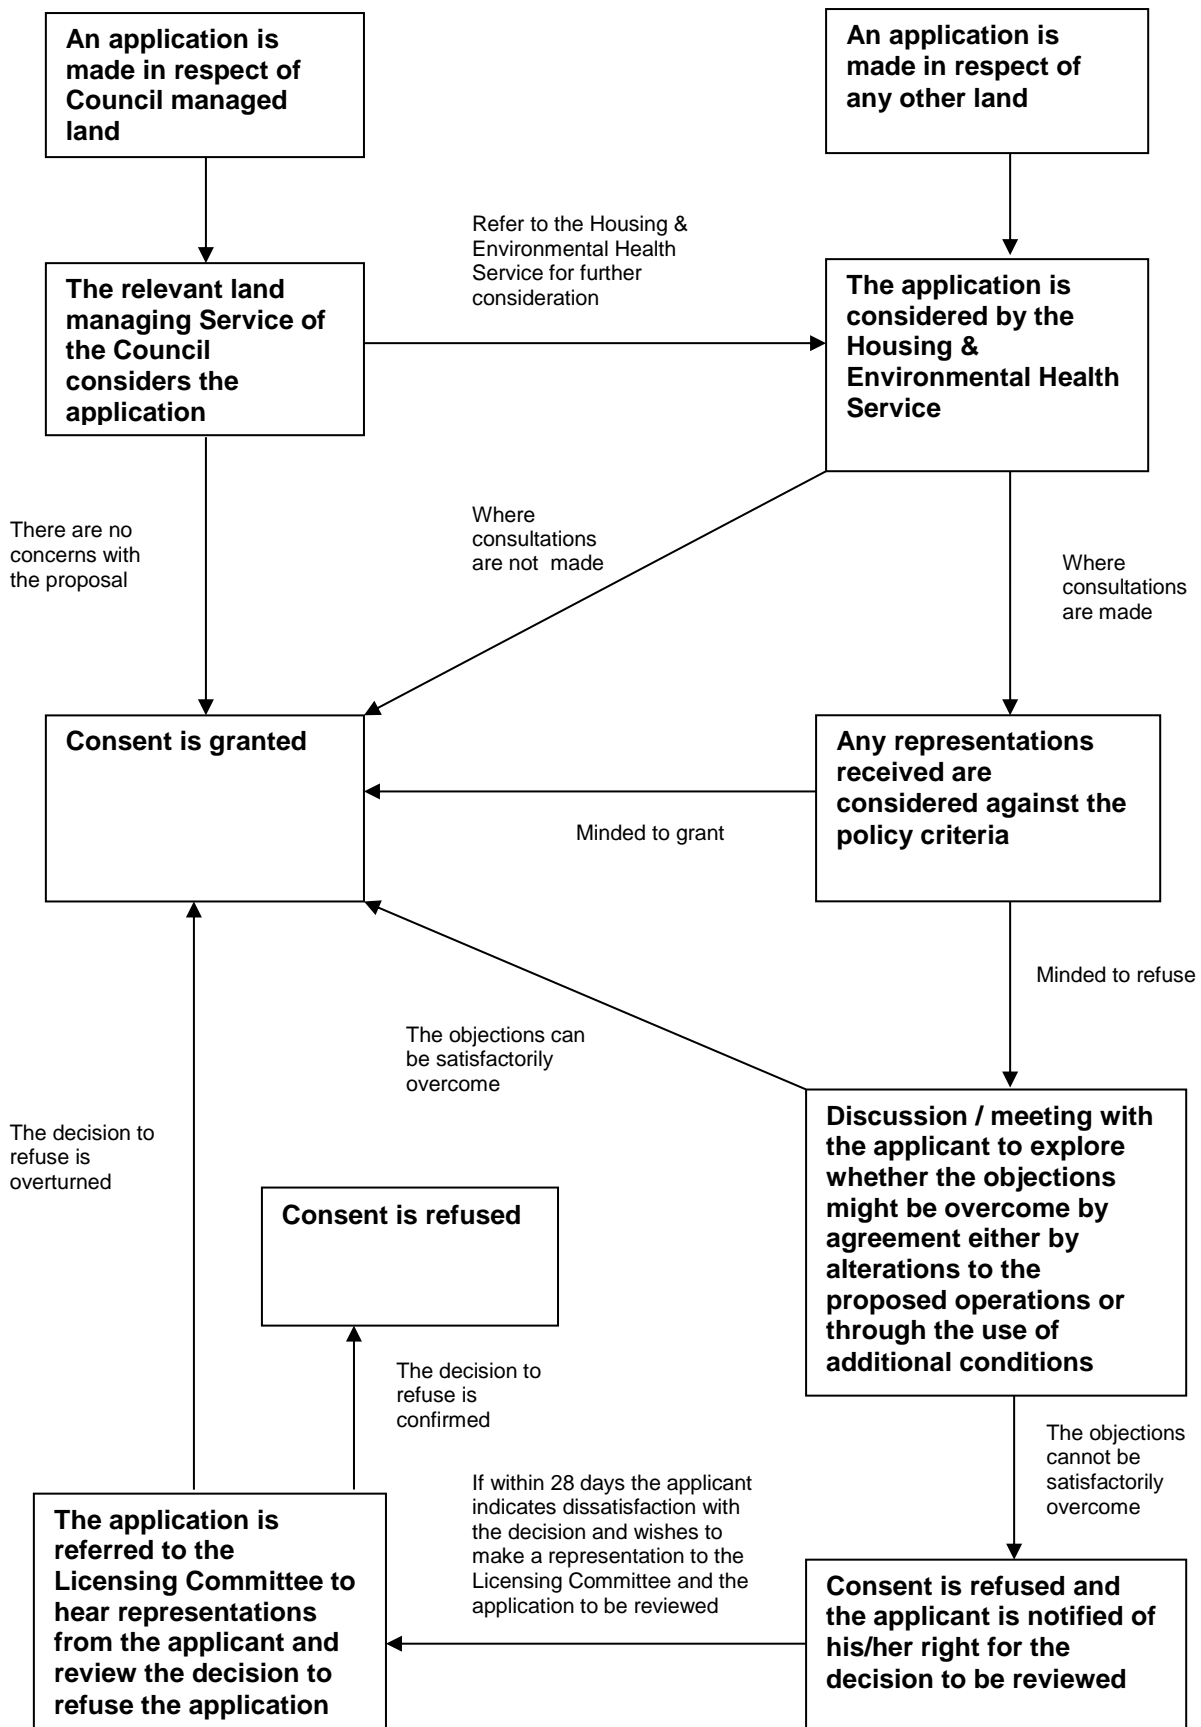 An application is
made in respect of
Council managed
land
An application is
made in respect of
any other land
Refer to the Housing &
Environmental Health
Service for further
consideration
The relevant land
managing Service of
the Council
considers the
application
The application is
considered by the
Housing &
Environmental Health
Service
There are no
concerns with
the proposal
Where
consultations
are not  made
Where
consultations
are made
Consent is granted
Any representations
received are
considered against the
policy criteria
Minded to grant
Minded to refuse
The objections can
be satisfactorily
overcome
Discussion / meeting with
the applicant to explore
whether the objections
might be overcome by
agreement either by
alterations to the
proposed operations or
through the use of
additional conditions
The decision to
refuse is
overturned
Consent is refused
The decision to
refuse is
confirmed
The objections
cannot be
satisfactorily
overcome
If within 28 days the applicant
indicates dissatisfaction with
the decision and wishes to
make a representation to the
Licensing Committee and the
application to be reviewed
The application is
referred to the
Licensing Committee to
hear representations
from the applicant and
review the decision to
refuse the application
Consent is refused and
the applicant is notified of
his/her right for the
decision to be reviewed